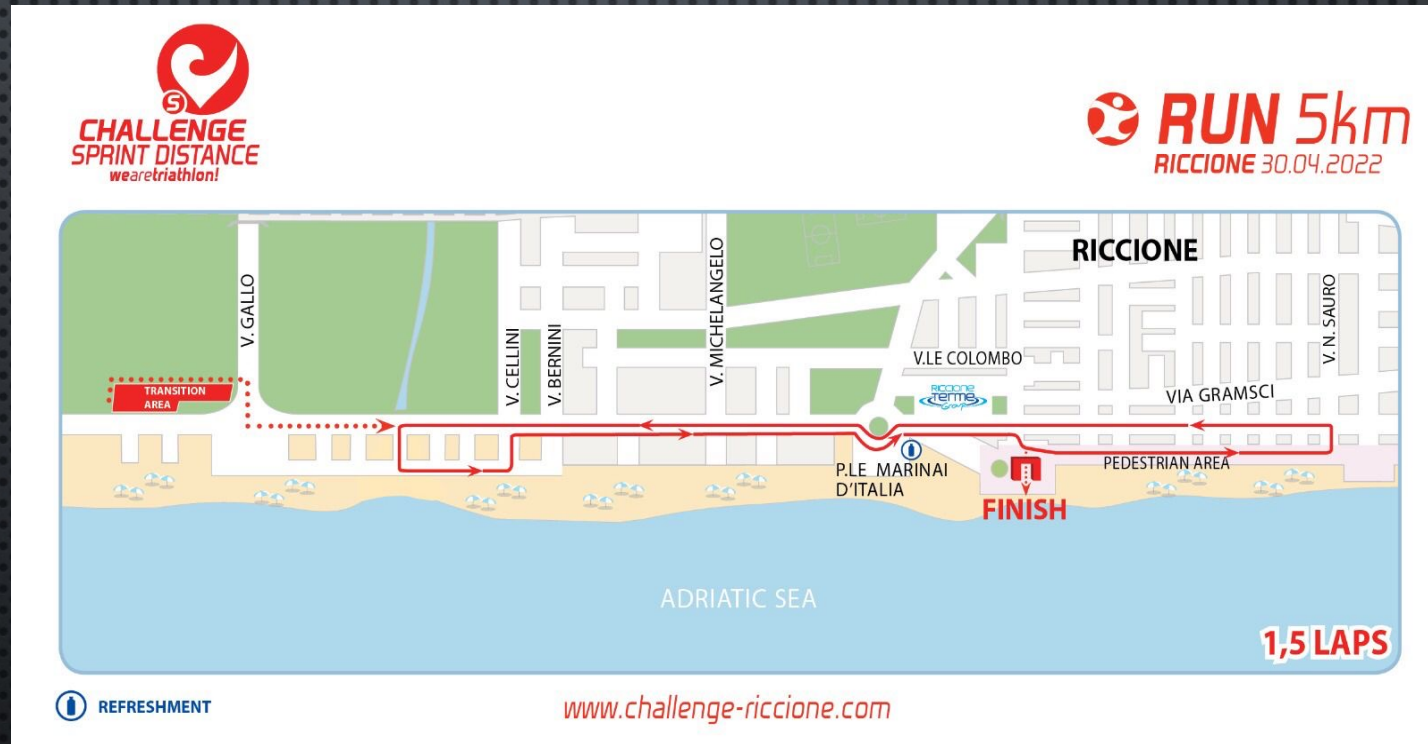 S
CHALLENGE
SPRINT DISTANCE
wearetriathlon!
RUN 5km
RICCIONE 30.04.2022
RICCIONE
V. GALLO
V. CELLINI
V. BERNINI
V. MICHELANGELO
V. N. SAURO
V.LE COLOMBO
TRANSITION
AREA
RICCIONE
TERME
Group
VIA GRAMSCI
P.LE MARINAI
D'ITALIA
PEDESTRIAN AREA
FINISH
ADRIATIC SEA
1,5 LAPS
REFRESHMENT
www.challenge-riccione.com